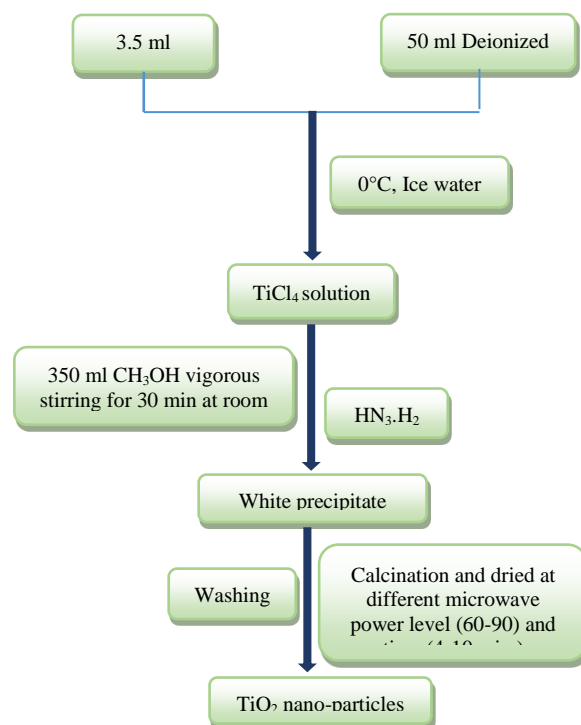 3.5 ml
50 ml Deionized
0°C, Ice water
TiCl₄ solution
350 ml CH₃OH vigorous
stirring for 30 min at room
HN₃.H₂
White precipitate
Washing
Calcination and dried at
different microwave
power level (60-90) and
TiO₂ nano-particles